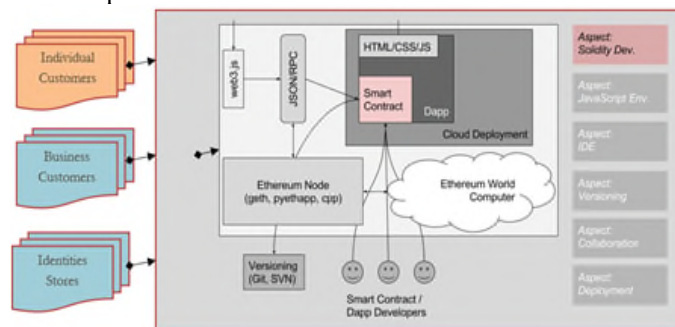 Individual
Customers
Business
Customers
Identities
Stores
web3.js
JSON/RPC
HTML/CSS/JS
Smart
Contract
Dapp
Cloud Deployment
Ethereum Node
(geth, pyethapp, cpp)
Ethereum World
Computer
Versioning
(Git, SVN)
Smart Contract /
Dapp Developers
Aspect:
Solidity Dev.
Aspect:
JavaScript Env.
Aspect:
IDE
Aspect:
Versioning
Aspect:
Collaboration
Aspect:
Deployment